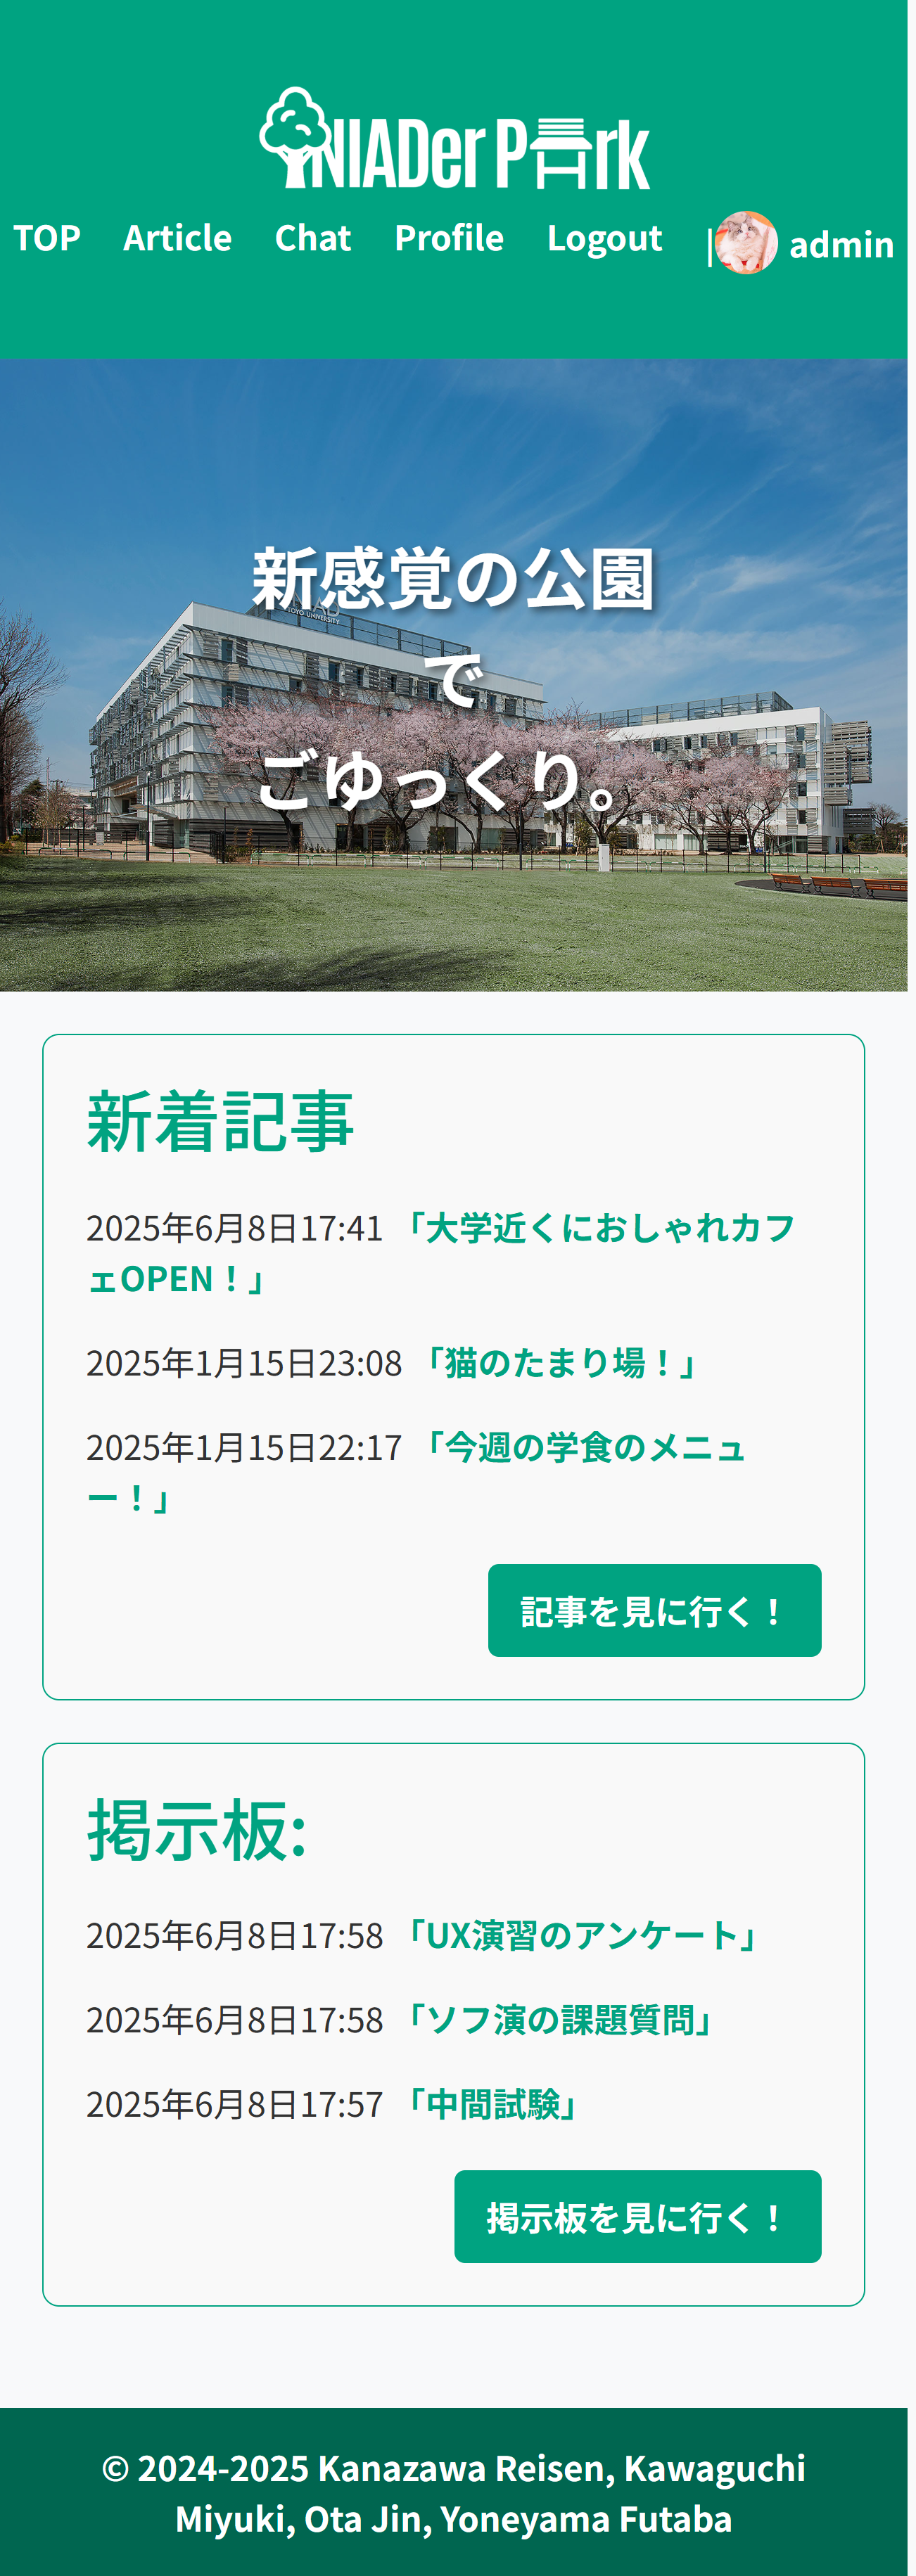 NIADer Park
TOP Article Chat Profile Logout | admin
新感覚の公園
で
ごゆっくり。
TOYO UNIVERSITY
新着記事
2025年6月8日17:41 「大学近くにおしゃれカフ
ェOPEN！」
2025年1月15日23:08 「猫のたまり場！」
2025年1月15日22:17 「今週の学食のメニュ
ー！」
記事を見に行く！
掲示板:
2025年6月8日17:58 「UX演習のアンケート」
2025年6月8日17:58 「ソフ演の課題質問」
2025年6月8日17:57 「中間試験」
掲示板を見に行く！
© 2024-2025 Kanazawa Reisen, Kawaguchi
Miyuki, Ota Jin, Yoneyama Futaba